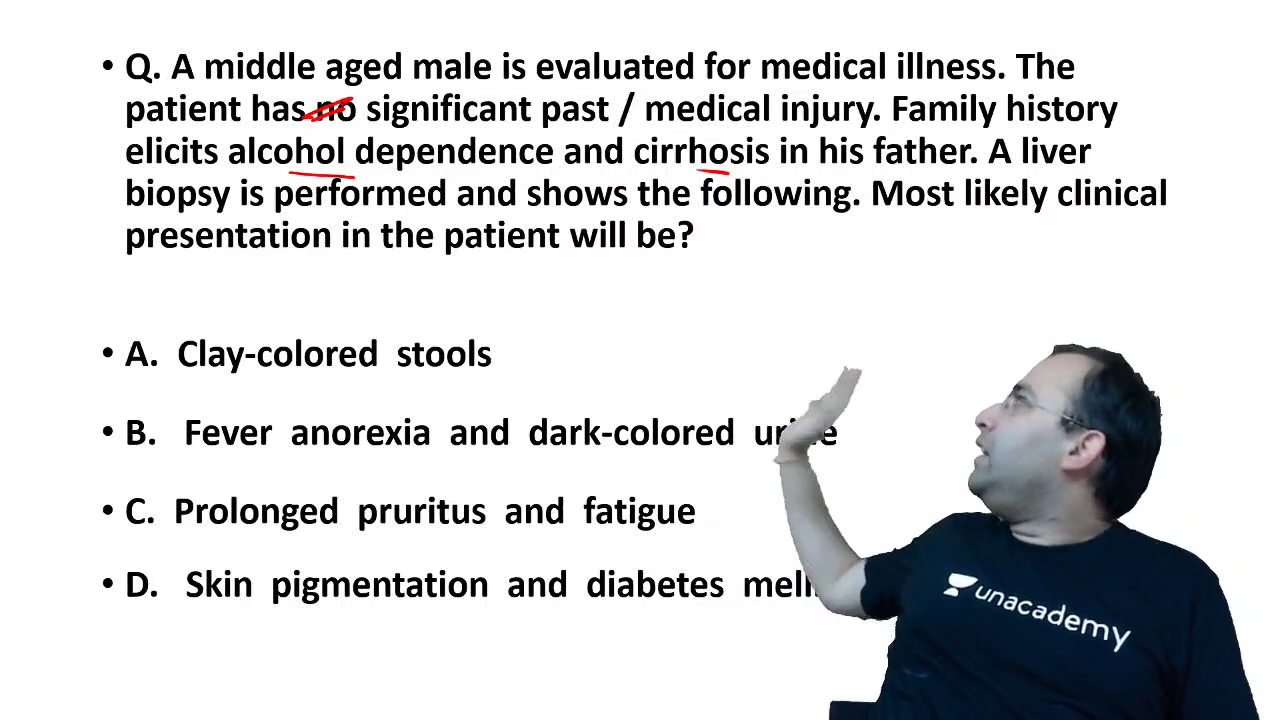 • Q. A middle aged male is evaluated for medical illness. The
patient has no significant past / medical injury. Family history
elicits alcohol dependence and cirrhosis in his father. A liver
biopsy is performed and shows the following. Most likely clinical
presentation in the patient will be?
• A. Clay-colored stools
• B. Fever anorexia and dark-colored urine
• C. Prolonged pruritus and fatigue
• D. Skin pigmentation and diabetes
unacademy